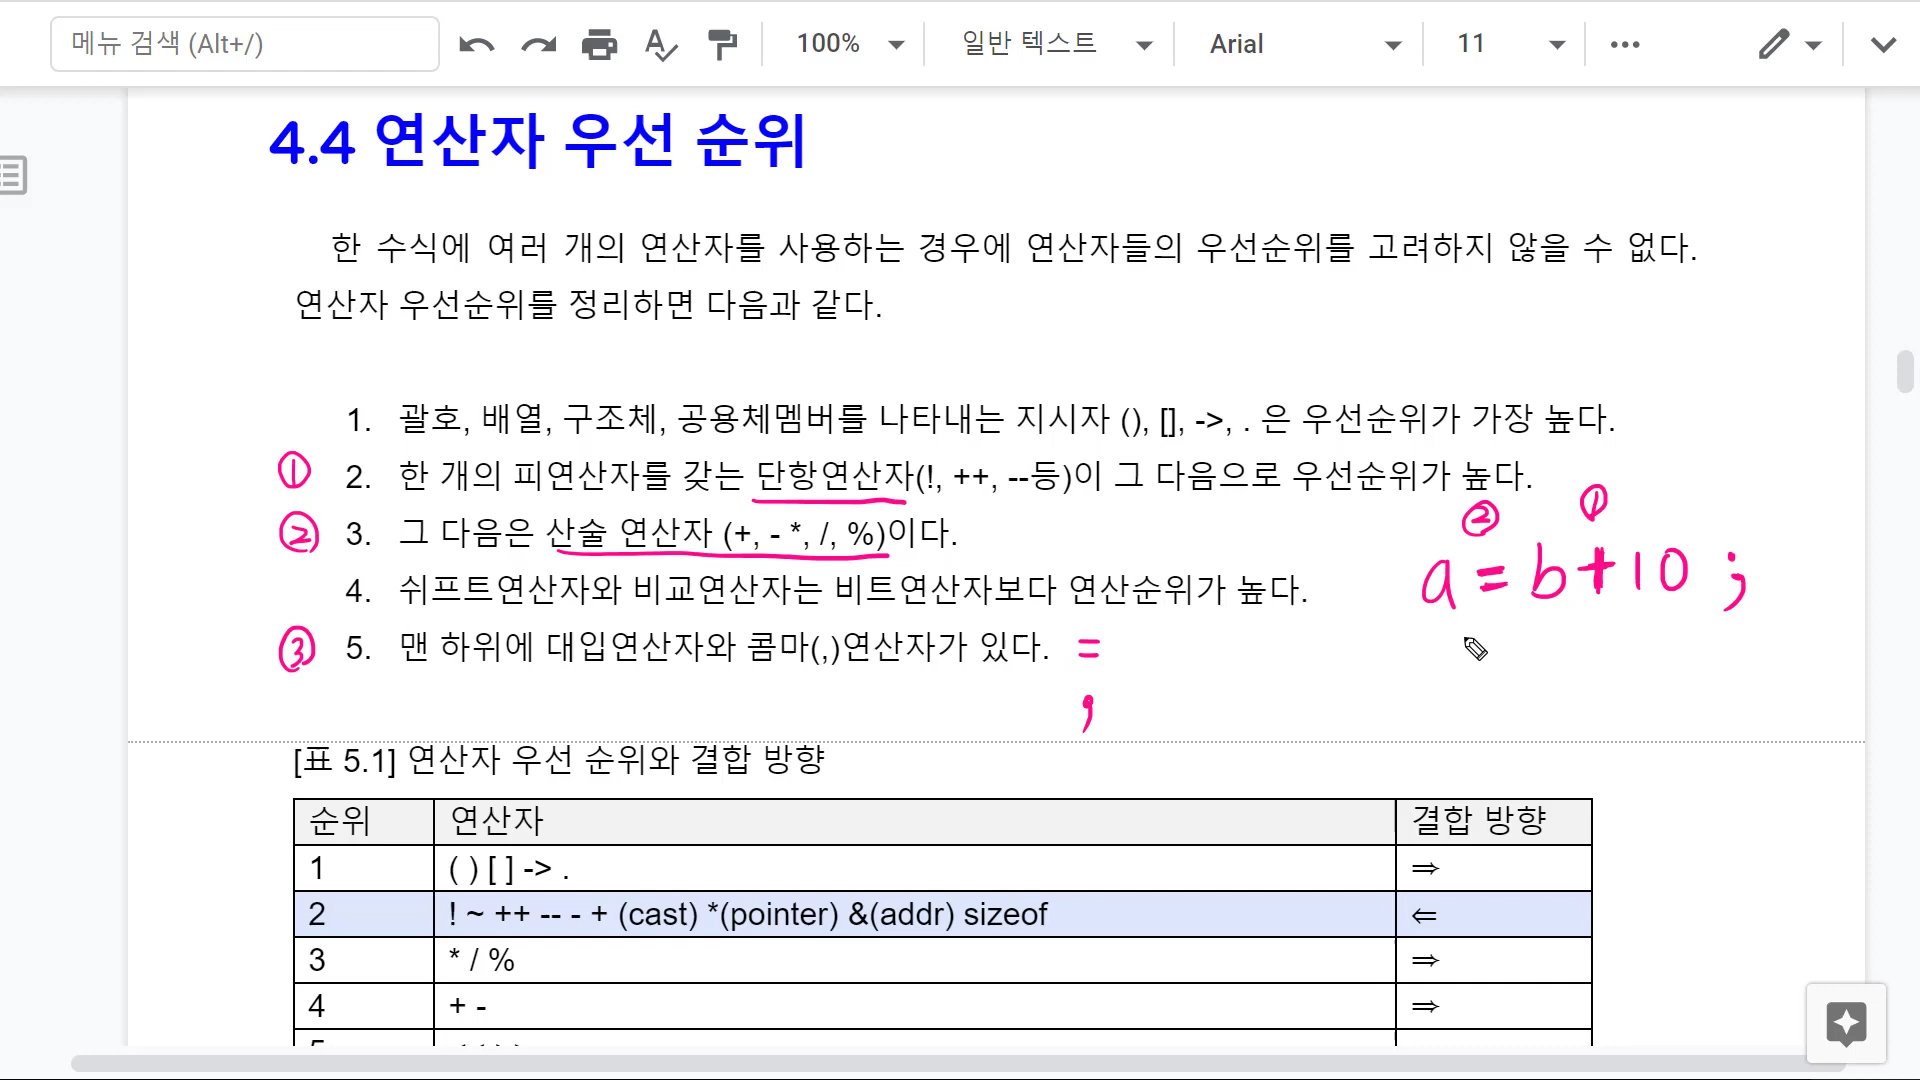 메뉴 검색 (Alt+/)
100%
일반 텍스트
Arial
11
4.4 연산자 우선 순위
한 수식에 여러 개의 연산자를 사용하는 경우에 연산자들의 우선순위를 고려하지 않을 수 없다.
연산자 우선순위를 정리하면 다음과 같다.
1. 괄호, 배열, 구조체, 공용체멤버를 나타내는 지시자 (), [], ->, . 은 우선순위가 가장 높다.
① 2. 한 개의 피연산자를 갖는 단항연산자(!, ++, --등)이 그 다음으로 우선순위가 높다.
② ①
② 3. 그 다음은 산술 연산자 (+, - *, /, %)이다.
a = b + 10 ;
4. 쉬프트연산자와 비교연산자는 비트연산자보다 연산순위가 높다.
③ 5. 맨 하위에 대입연산자와 콤마(,)연산자가 있다. =
,
[표 5.1] 연산자 우선 순위와 결합 방향
순위 연산자 결합 방향
1 ( ) [ ] -> . ⇒
2 ! ~ ++ -- - + (cast) *(pointer) &(addr) sizeof ⇐
3 * / % ⇒
4 + - ⇒